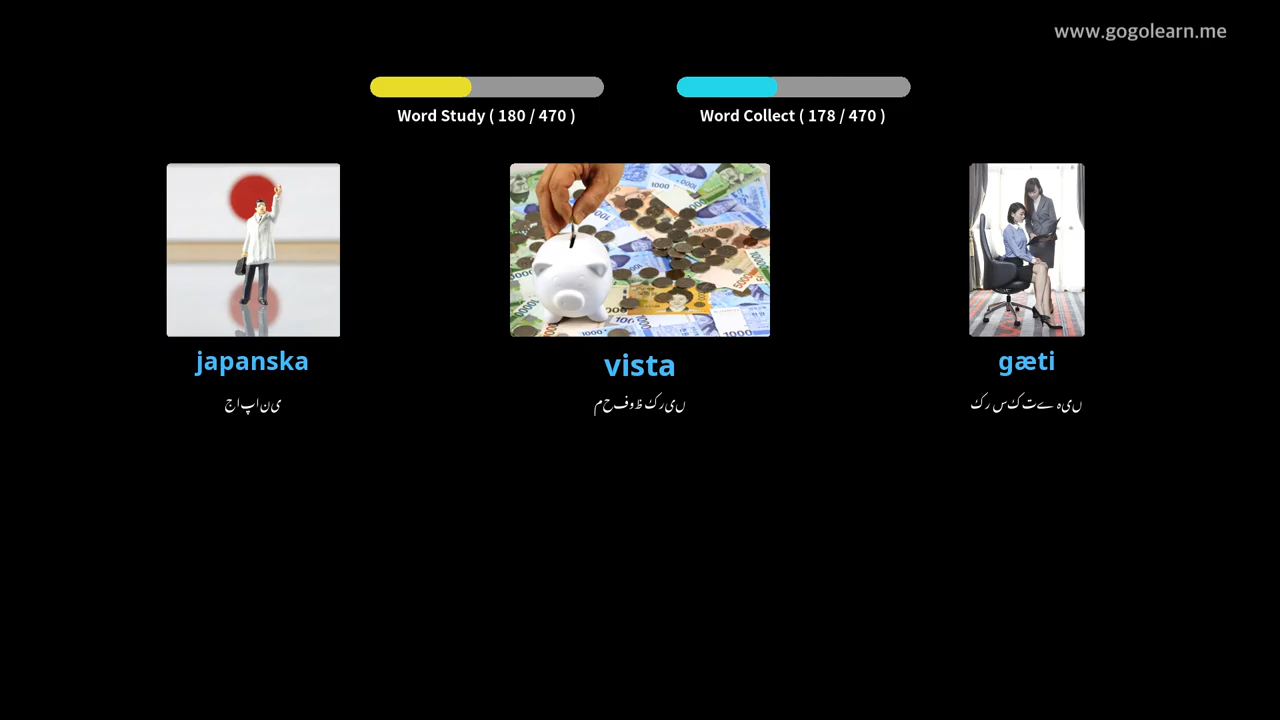 www.gogolearn.me
Word Study ( 180 / 470 )
Word Collect ( 178 / 470 )
japanska
vista
gæti
جاپانی
محفوظ کریں
کر سکتے ہیں